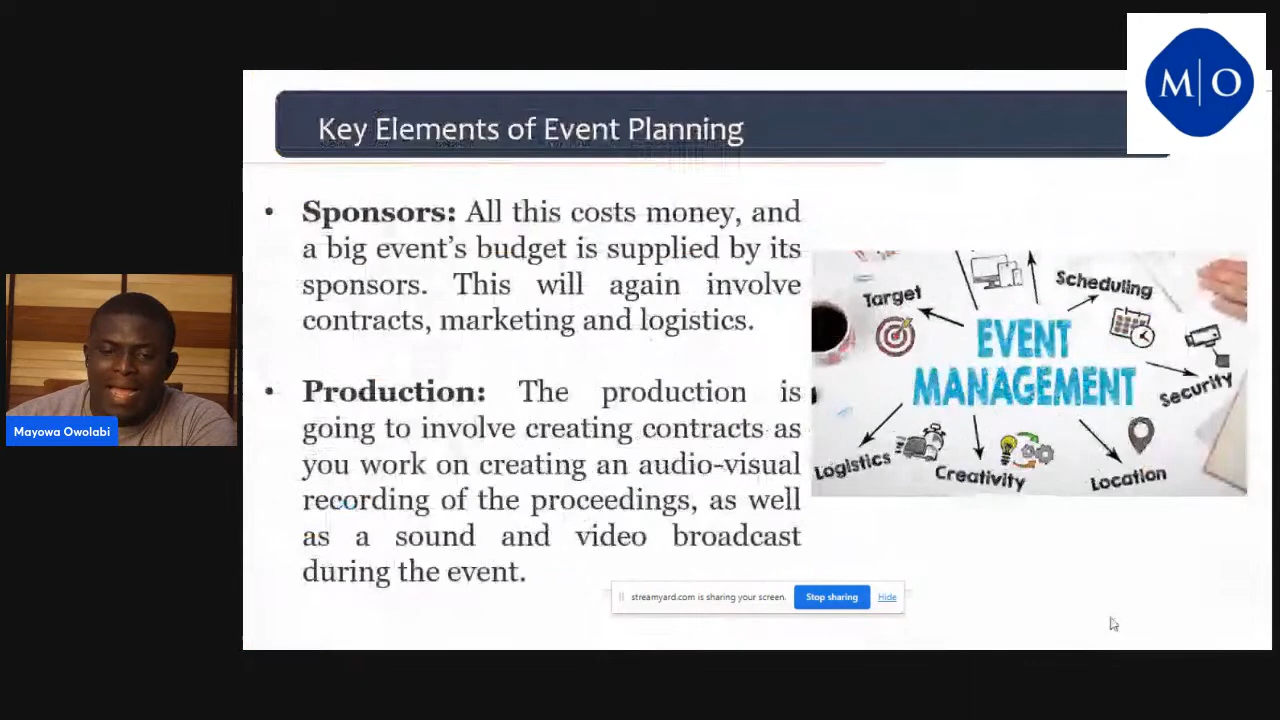 M|O
Key Elements of Event Planning
• Sponsors: All this costs money, and
a big event's budget is supplied by its
sponsors. This will again involve
contracts, marketing and logistics.
• Production: The production is
going to involve creating contracts as
you work on creating an audio-visual
recording of the proceedings, as well
as a sound and video broadcast
during the event.
Target
Scheduling
EVENT
MANAGEMENT
Security
Logistics
Creativity
Location
Mayowa Owolabi
streamyard.com is sharing your screen.
Stop sharing
Hide